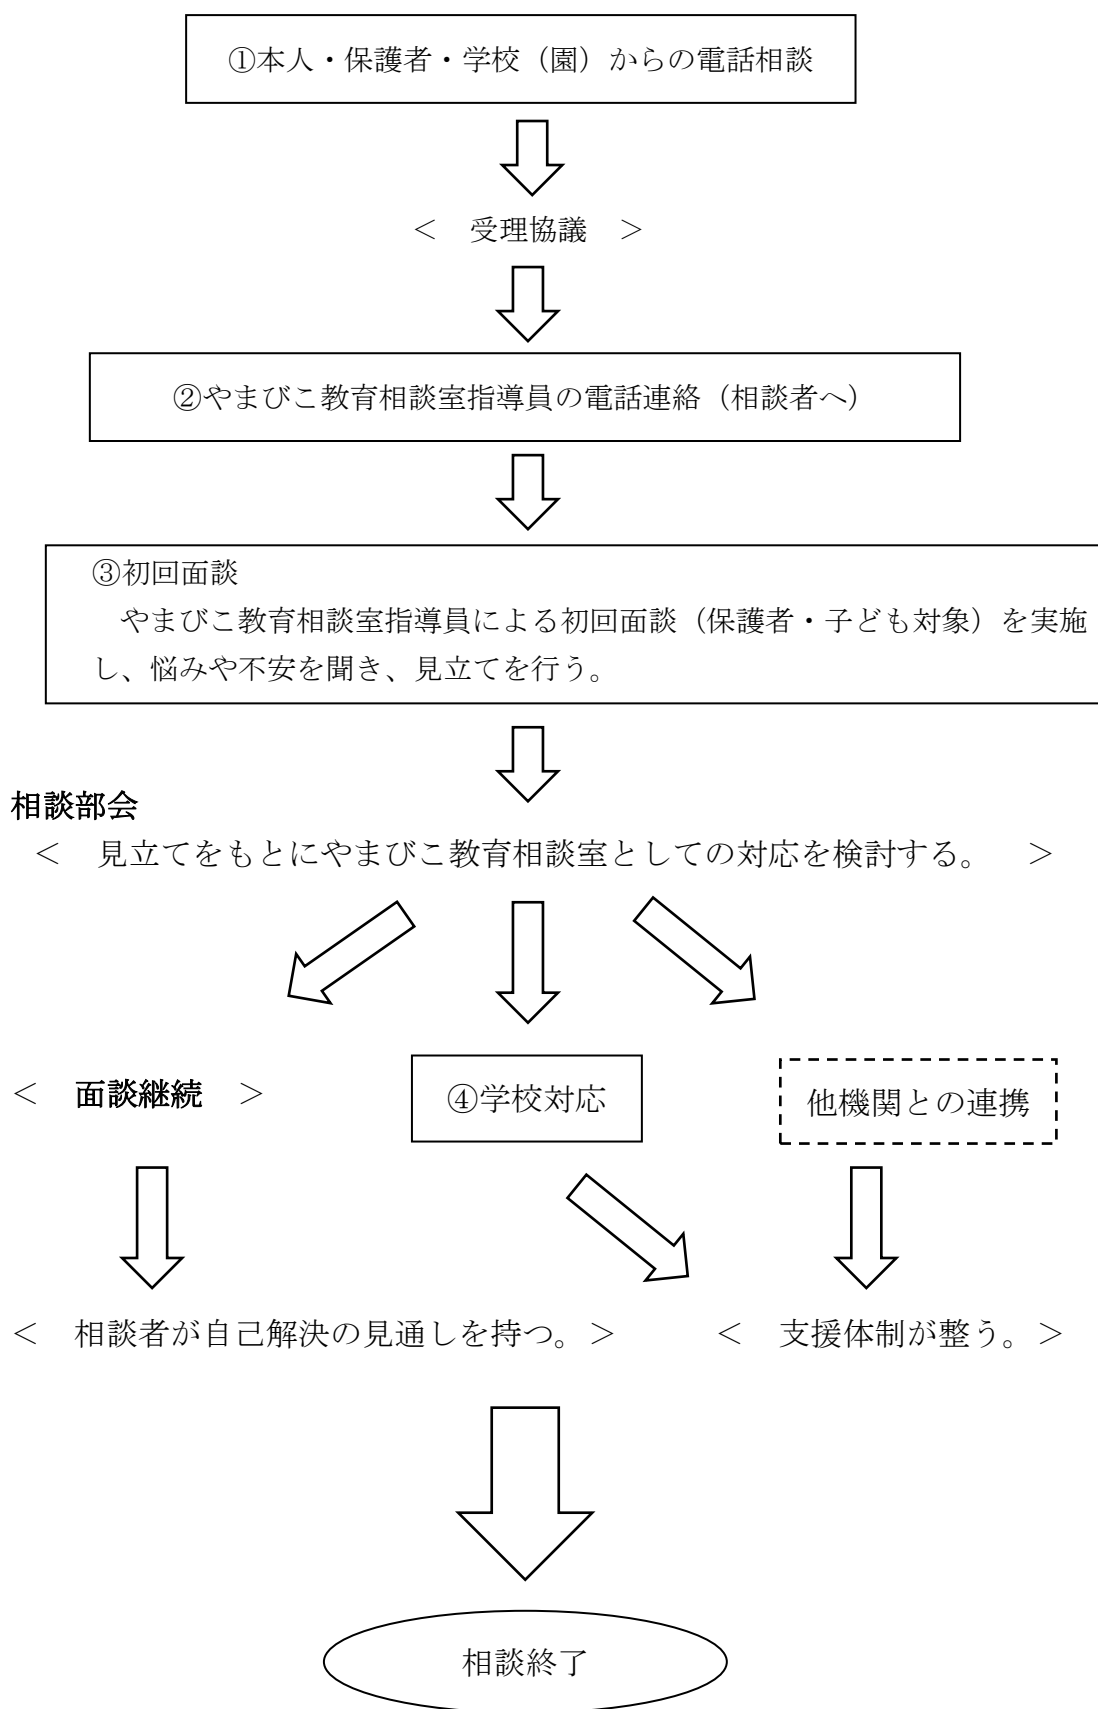 ①本人・保護者・学校（園）からの電話相談
＜　受理協議　＞
②やまびこ教育相談室指導員の電話連絡（相談者へ）
③初回面談
　やまびこ教育相談室指導員による初回面談（保護者・子ども対象）を実施
し、悩みや不安を聞き、見立てを行う。
相談部会
＜　見立てをもとにやまびこ教育相談室としての対応を検討する。　＞
＜　面談継続　＞
④学校対応
他機関との連携
＜　相談者が自己解決の見通しを持つ。＞
＜　支援体制が整う。＞
相談終了